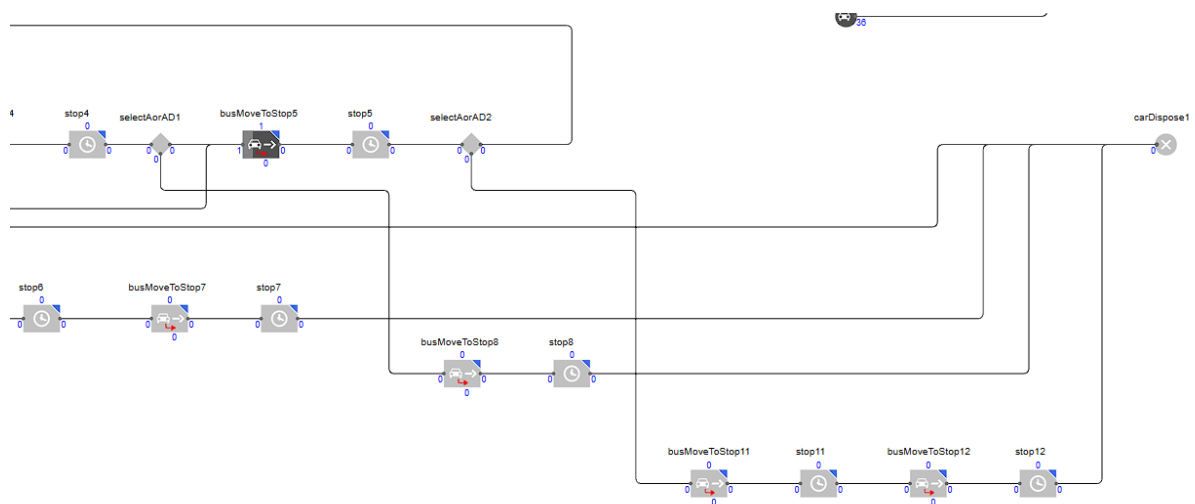 36
4 stop4 selectAorAD1 busMoveToStop5 stop5 selectAorAD2 carDispose1
0 1 0
0 0 0 0 1 0 0 0 0 0 0
0 0 0
stop6 busMoveToStop7 stop7
0 0 0
0 0 0 0 0 0
0
busMoveToStop8 stop8
0 0
0 0 0 0
0
busMoveToStop11 stop11 busMoveToStop12 stop12
0 0 0 0
0 0 0 0 0 0 0 0
0 0